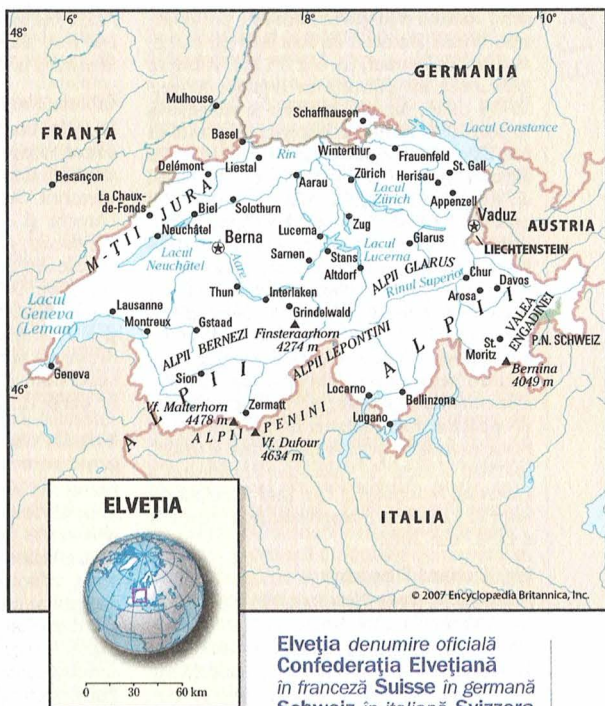 48°
6°
8°
10°
GERMANIA
Mulhouse
Schaffhausen
FRANȚA
Basel
Lacul Constance
Rin
Winterthur
Frauenfeld
Besançon
Delémont
Liestal
St. Gall
Aarau
Zürich
Herisau
La Chaux-
de-Fonds
Biel
Solothurn
Lacul
Zürich
Appenzell
M-ȚII JURA
Neuchâtel
Berna
Lucerna
Zug
Vaduz
AUSTRIA
Glarus
LIECHTENSTEIN
Lacul
Neuchâtel
Aare
Sarnen
Stans
Lacul
Lucerna
Altdorf
ALPII GLARUS
Chur
Rinul Superior
Davos
Arosa
Lacul
Geneva
(Leman)
Lausanne
Thun
Interlaken
Grindelwald
Montreux
Gstaad
Finsteraarhorn
4274 m
VALEA
ENGADINEI
P.N. SCHWEIZ
St.
Moritz
ALPII BERNEZI
ALPII LEPONTINI
ALPII
Bernina
4049 m
Geneva
46°
Sion
Locarno
Bellinzona
Vf. Matterhorn
4478 m
Zermatt
Lugano
ALPII
ALPII PENINI
Vf. Dufour
4634 m
ITALIA
ELVEȚIA
0 30 60 km
© 2007 Encyclopædia Britannica, Inc.
Elveția denumire oficială
Confederația Elvețiană
în franceză Suisse în germană
Schweiz în italiană Svizzera